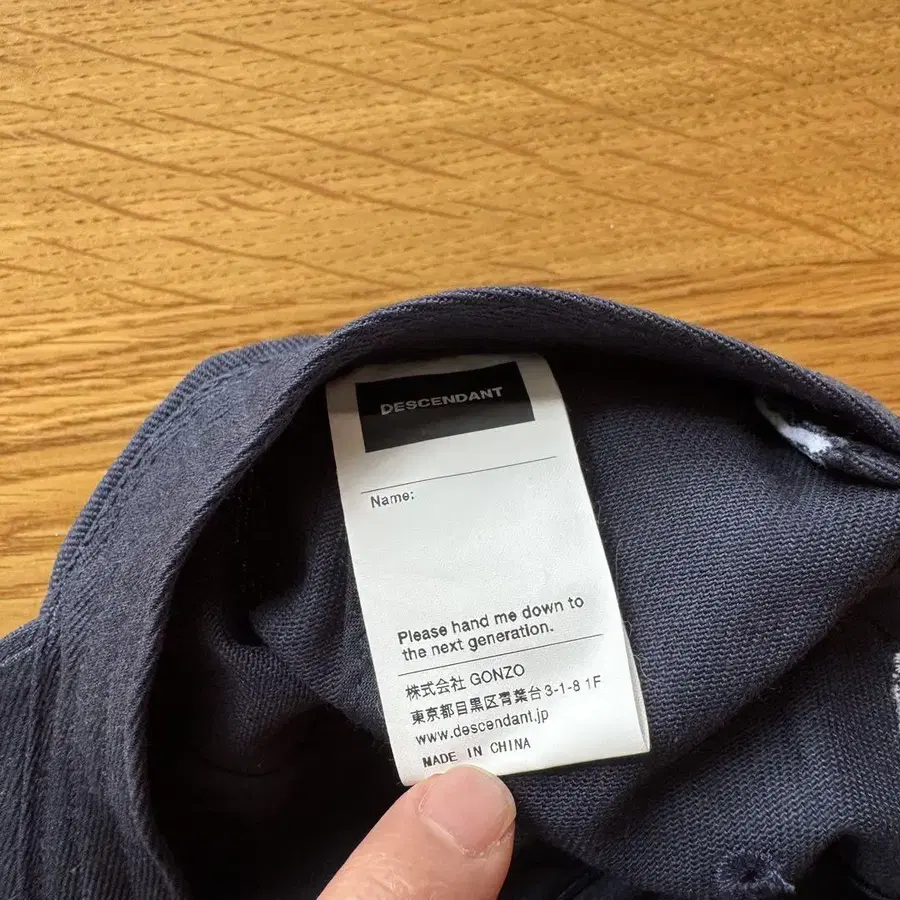 DESCENDANT
Name:
Please hand me down to
the next generation.
株式会社 GONZO
東京都目黒区青葉台3-1-8 1F
www.descendant.jp
MADE IN CHINA